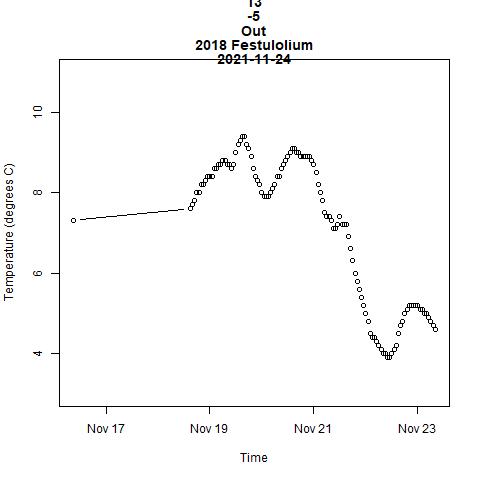 13
-5
Out
2018 Festulolium
2021-11-24
Temperature (degrees C)
10
8
6
4
Nov 17 Nov 19 Nov 21 Nov 23
Time